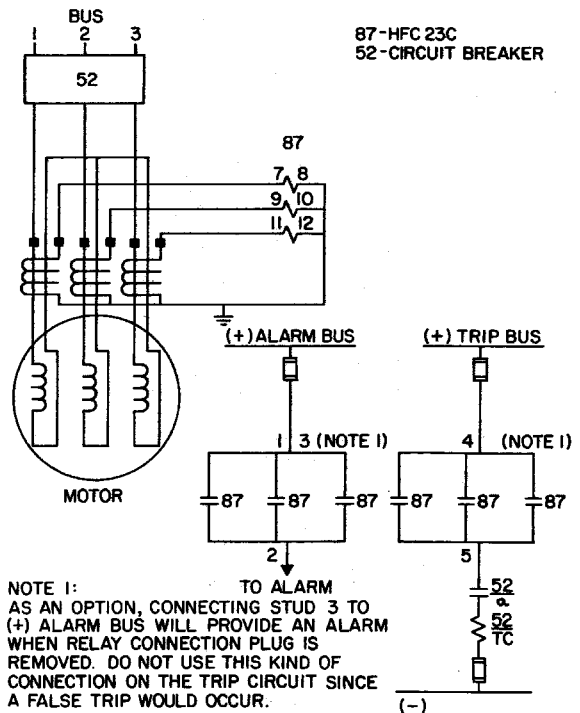 BUS
1 2 3
52
87-HFC 23C
52-CIRCUIT BREAKER
87
7 8
9 10
11 12
MOTOR
(+) ALARM BUS
(+) TRIP BUS
1 3 (NOTE 1)
4 (NOTE 1)
87 87 87
87 87 87
2
5
TO ALARM
52
a
52
TC
(-)
NOTE 1:
AS AN OPTION, CONNECTING STUD 3 TO
(+) ALARM BUS WILL PROVIDE AN ALARM
WHEN RELAY CONNECTION PLUG IS
REMOVED. DO NOT USE THIS KIND OF
CONNECTION ON THE TRIP CIRCUIT SINCE
A FALSE TRIP WOULD OCCUR.